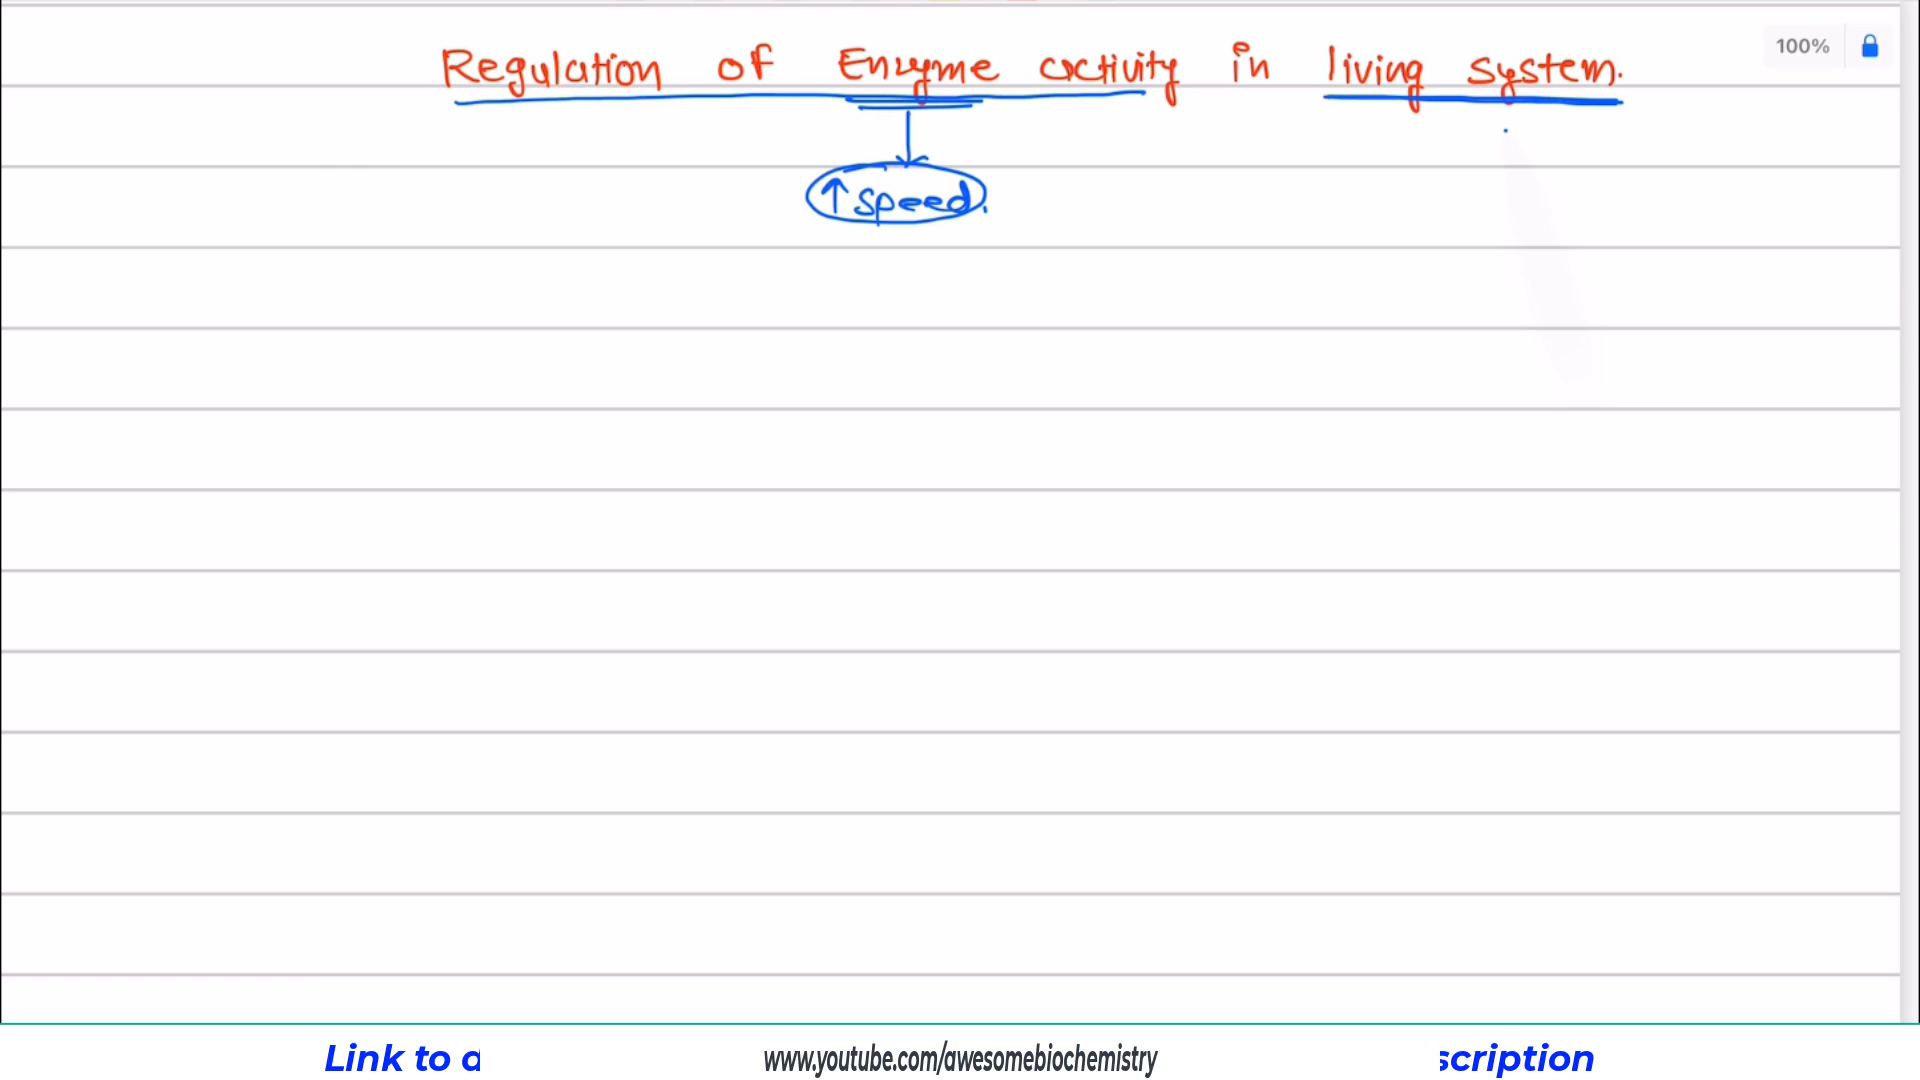 Regulation of Enzyme activity in living system.
100%
↑ speed.
Link to a www.youtube.com/awesomebiochemistry scription